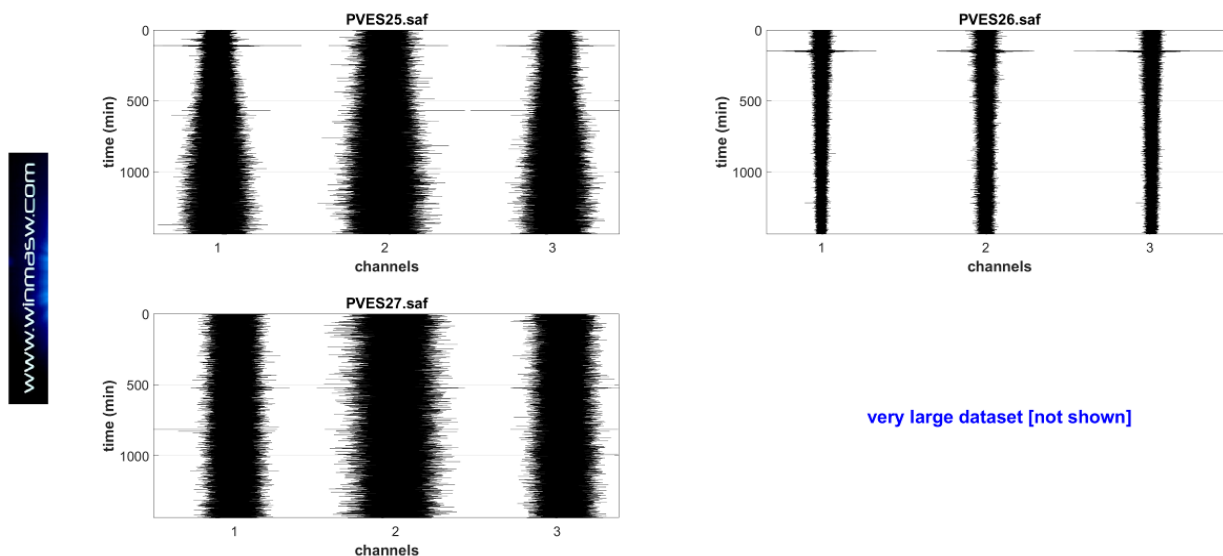 www.winmasw.com
PVES25.saf
0
500
1000
time (min)
1 2 3
channels
PVES26.saf
0
500
1000
time (min)
1 2 3
channels
PVES27.saf
0
500
1000
time (min)
1 2 3
channels
very large dataset [not shown]